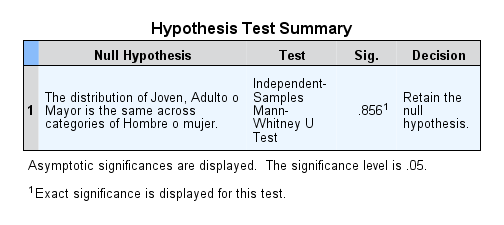 Hypothesis Test Summary
Null Hypothesis Test Sig. Decision
1 The distribution of Joven, Adulto o Mayor is the same across categories of Hombre o mujer. Independent-Samples Mann-Whitney U Test .856¹ Retain the null hypothesis.
Asymptotic significances are displayed. The significance level is .05.
¹Exact significance is displayed for this test.